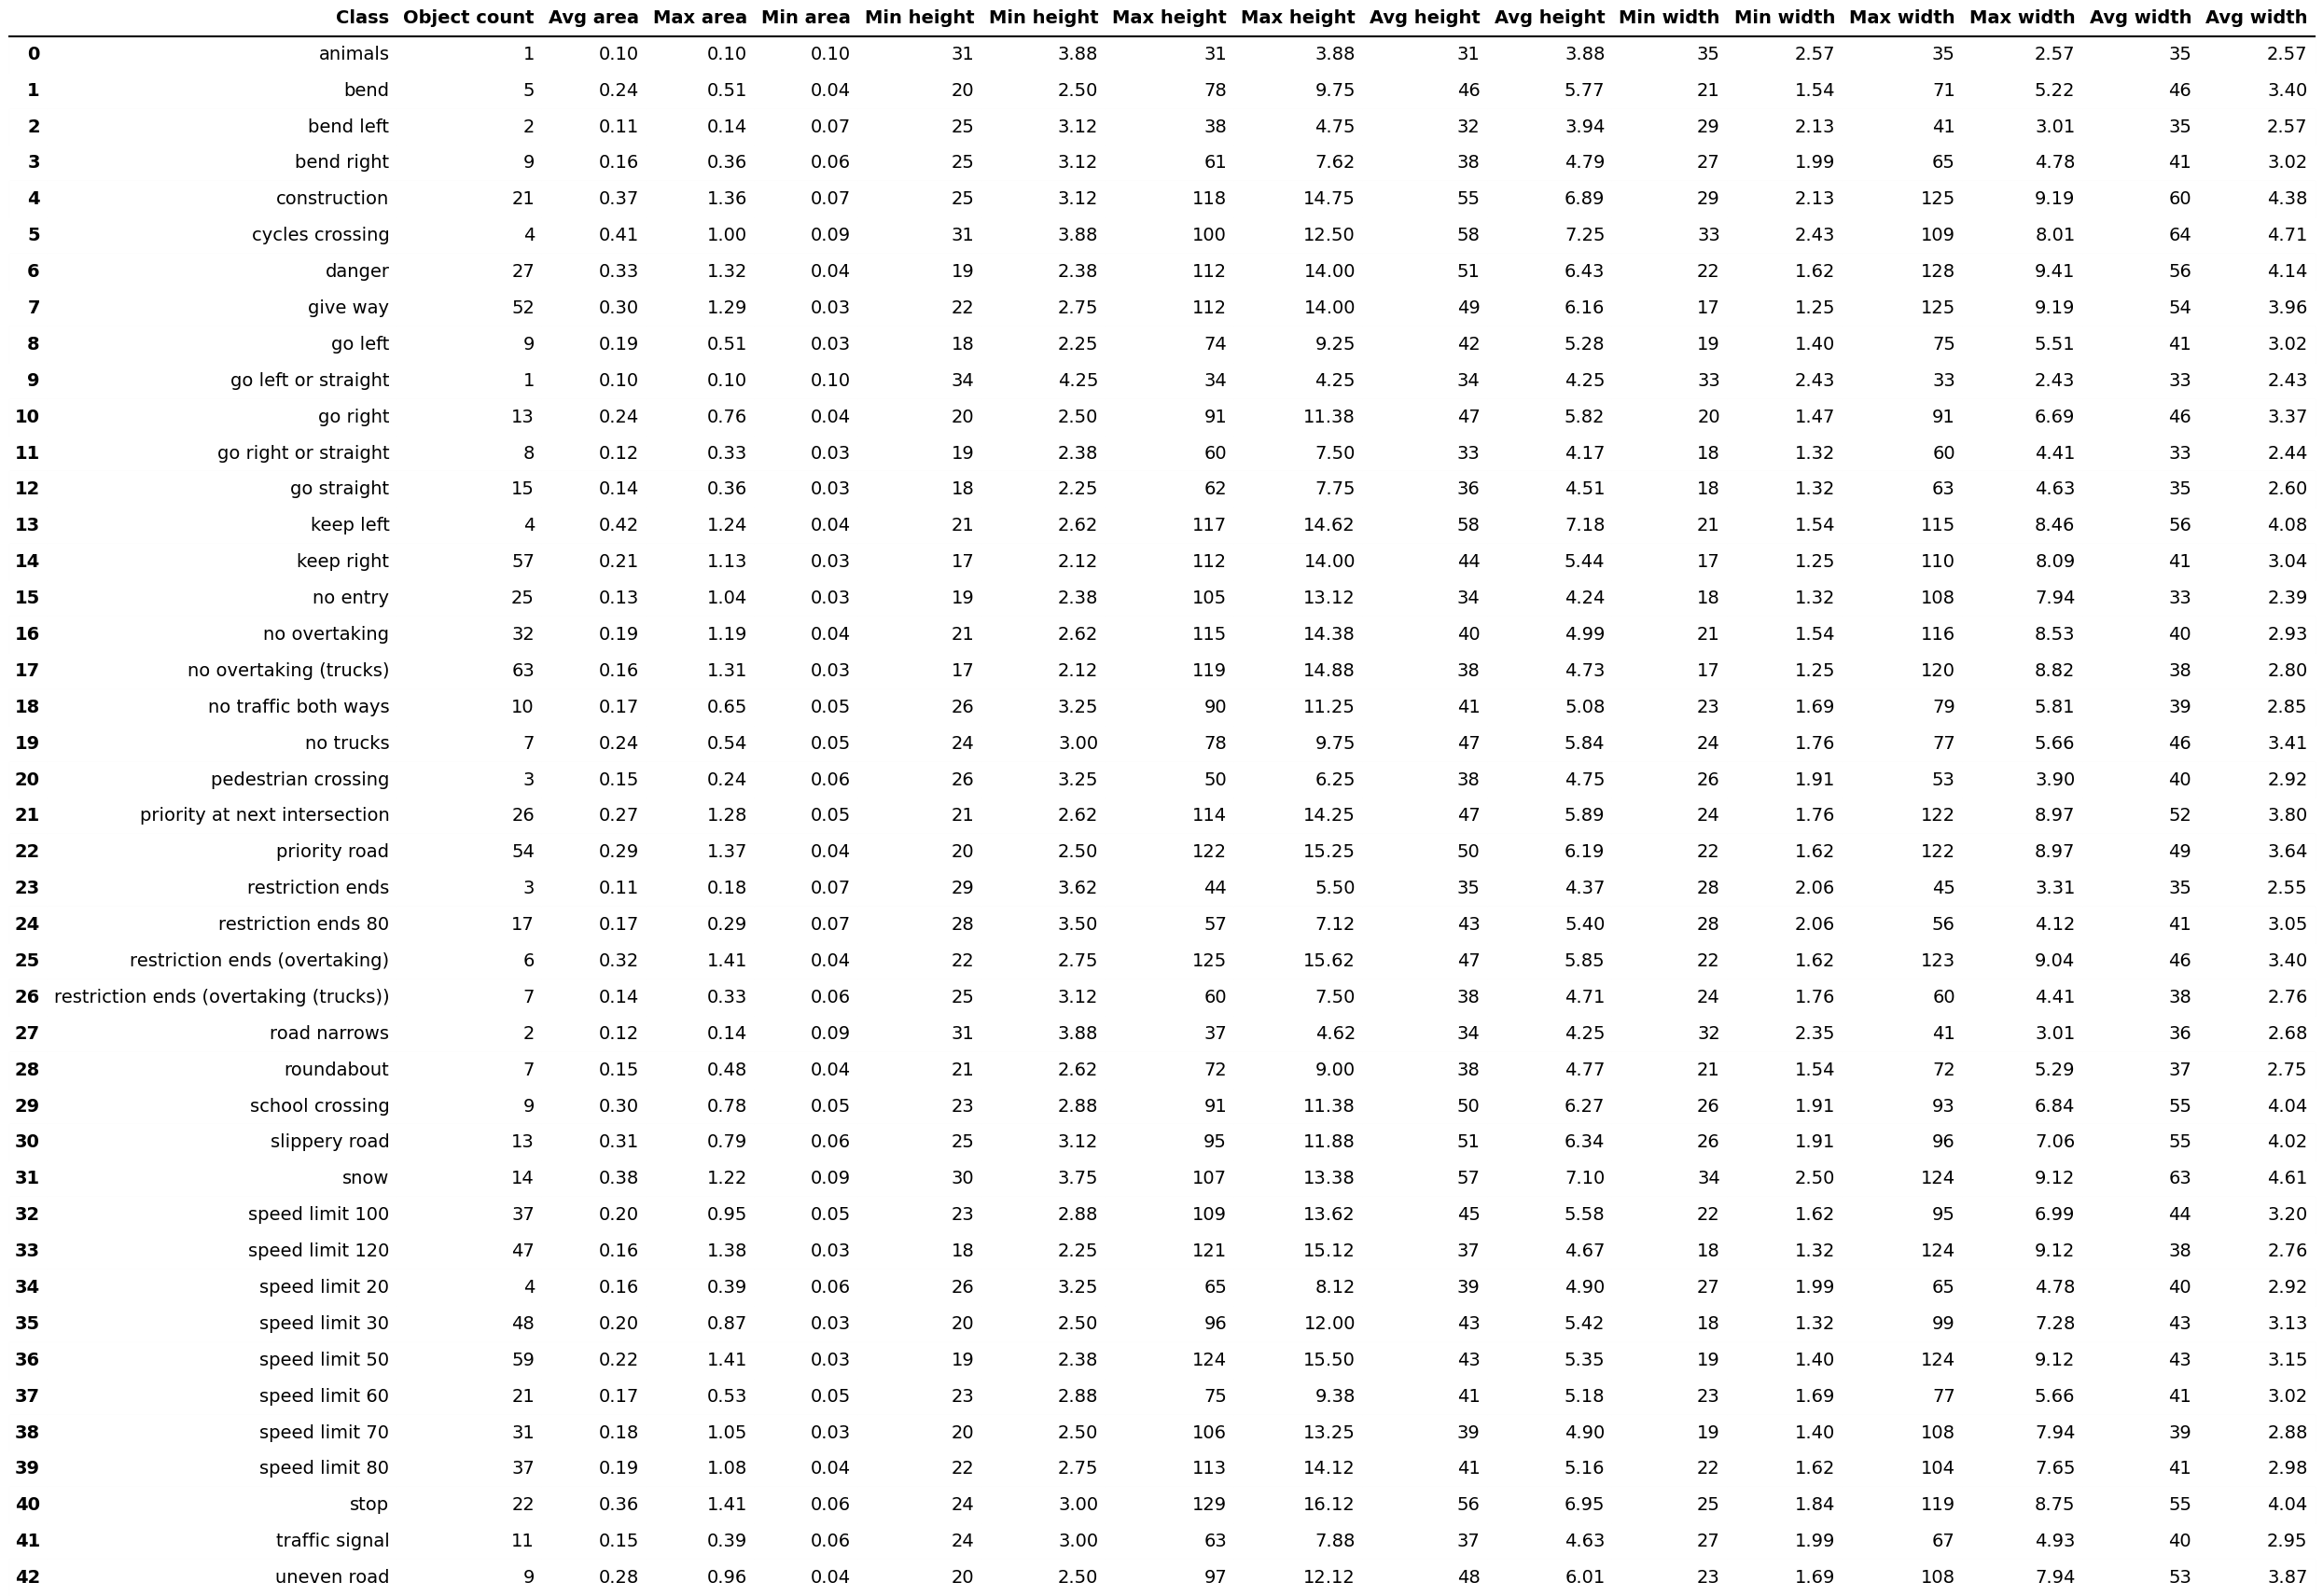 Class Object count Avg area Max area Min area Min height Min height Max height Max height Avg height Avg height Min width Min width Max width Max width Avg width Avg width
0 animals 1 0.10 0.10 0.10 31 3.88 31 3.88 31 3.88 35 2.57 35 2.57 35 2.57
1 bend 5 0.24 0.51 0.04 20 2.50 78 9.75 46 5.77 21 1.54 71 5.22 46 3.40
2 bend left 2 0.11 0.14 0.07 25 3.12 38 4.75 32 3.94 29 2.13 41 3.01 35 2.57
3 bend right 9 0.16 0.36 0.06 25 3.12 61 7.62 38 4.79 27 1.99 65 4.78 41 3.02
4 construction 21 0.37 1.36 0.07 25 3.12 118 14.75 55 6.89 29 2.13 125 9.19 60 4.38
5 cycles crossing 4 0.41 1.00 0.09 31 3.88 100 12.50 58 7.25 33 2.43 109 8.01 64 4.71
6 danger 27 0.33 1.32 0.04 19 2.38 112 14.00 51 6.43 22 1.62 128 9.41 56 4.14
7 give way 52 0.30 1.29 0.03 22 2.75 112 14.00 49 6.16 17 1.25 125 9.19 54 3.96
8 go left 9 0.19 0.51 0.03 18 2.25 74 9.25 42 5.28 19 1.40 75 5.51 41 3.02
9 go left or straight 1 0.10 0.10 0.10 34 4.25 34 4.25 34 4.25 33 2.43 33 2.43 33 2.43
10 go right 13 0.24 0.76 0.04 20 2.50 91 11.38 47 5.82 20 1.47 91 6.69 46 3.37
11 go right or straight 8 0.12 0.33 0.03 19 2.38 60 7.50 33 4.17 18 1.32 60 4.41 33 2.44
12 go straight 15 0.14 0.36 0.03 18 2.25 62 7.75 36 4.51 18 1.32 63 4.63 35 2.60
13 keep left 4 0.42 1.24 0.04 21 2.62 117 14.62 58 7.18 21 1.54 115 8.46 56 4.08
14 keep right 57 0.21 1.13 0.03 17 2.12 112 14.00 44 5.44 17 1.25 110 8.09 41 3.04
15 no entry 25 0.13 1.04 0.03 19 2.38 105 13.12 34 4.24 18 1.32 108 7.94 33 2.39
16 no overtaking 32 0.19 1.19 0.04 21 2.62 115 14.38 40 4.99 21 1.54 116 8.53 40 2.93
17 no overtaking (trucks) 63 0.16 1.31 0.03 17 2.12 119 14.88 38 4.73 17 1.25 120 8.82 38 2.80
18 no traffic both ways 10 0.17 0.65 0.05 26 3.25 90 11.25 41 5.08 23 1.69 79 5.81 39 2.85
19 no trucks 7 0.24 0.54 0.05 24 3.00 78 9.75 47 5.84 24 1.76 77 5.66 46 3.41
20 pedestrian crossing 3 0.15 0.24 0.06 26 3.25 50 6.25 38 4.75 26 1.91 53 3.90 40 2.92
21 priority at next intersection 26 0.27 1.28 0.05 21 2.62 114 14.25 47 5.89 24 1.76 122 8.97 52 3.80
22 priority road 54 0.29 1.37 0.04 20 2.50 122 15.25 50 6.19 22 1.62 122 8.97 49 3.64
23 restriction ends 3 0.11 0.18 0.07 29 3.62 44 5.50 35 4.37 28 2.06 45 3.31 35 2.55
24 restriction ends 80 17 0.17 0.29 0.07 28 3.50 57 7.12 43 5.40 28 2.06 56 4.12 41 3.05
25 restriction ends (overtaking) 6 0.32 1.41 0.04 22 2.75 125 15.62 47 5.85 22 1.62 123 9.04 46 3.40
26 restriction ends (overtaking (trucks)) 7 0.14 0.33 0.06 25 3.12 60 7.50 38 4.71 24 1.76 60 4.41 38 2.76
27 road narrows 2 0.12 0.14 0.09 31 3.88 37 4.62 34 4.25 32 2.35 41 3.01 36 2.68
28 roundabout 7 0.15 0.48 0.04 21 2.62 72 9.00 38 4.77 21 1.54 72 5.29 37 2.75
29 school crossing 9 0.30 0.78 0.05 23 2.88 91 11.38 50 6.27 26 1.91 93 6.84 55 4.04
30 slippery road 13 0.31 0.79 0.06 25 3.12 95 11.88 51 6.34 26 1.91 96 7.06 55 4.02
31 snow 14 0.38 1.22 0.09 30 3.75 107 13.38 57 7.10 34 2.50 124 9.12 63 4.61
32 speed limit 100 37 0.20 0.95 0.05 23 2.88 109 13.62 45 5.58 22 1.62 95 6.99 44 3.20
33 speed limit 120 47 0.16 1.38 0.03 18 2.25 121 15.12 37 4.67 18 1.32 124 9.12 38 2.76
34 speed limit 20 4 0.16 0.39 0.06 26 3.25 65 8.12 39 4.90 27 1.99 65 4.78 40 2.92
35 speed limit 30 48 0.20 0.87 0.03 20 2.50 96 12.00 43 5.42 18 1.32 99 7.28 43 3.13
36 speed limit 50 59 0.22 1.41 0.03 19 2.38 124 15.50 43 5.35 19 1.40 124 9.12 43 3.15
37 speed limit 60 21 0.17 0.53 0.05 23 2.88 75 9.38 41 5.18 23 1.69 77 5.66 41 3.02
38 speed limit 70 31 0.18 1.05 0.03 20 2.50 106 13.25 39 4.90 19 1.40 108 7.94 39 2.88
39 speed limit 80 37 0.19 1.08 0.04 22 2.75 113 14.12 41 5.16 22 1.62 104 7.65 41 2.98
40 stop 22 0.36 1.41 0.06 24 3.00 129 16.12 56 6.95 25 1.84 119 8.75 55 4.04
41 traffic signal 11 0.15 0.39 0.06 24 3.00 63 7.88 37 4.63 27 1.99 67 4.93 40 2.95
42 uneven road 9 0.28 0.96 0.04 20 2.50 97 12.12 48 6.01 23 1.69 108 7.94 53 3.87